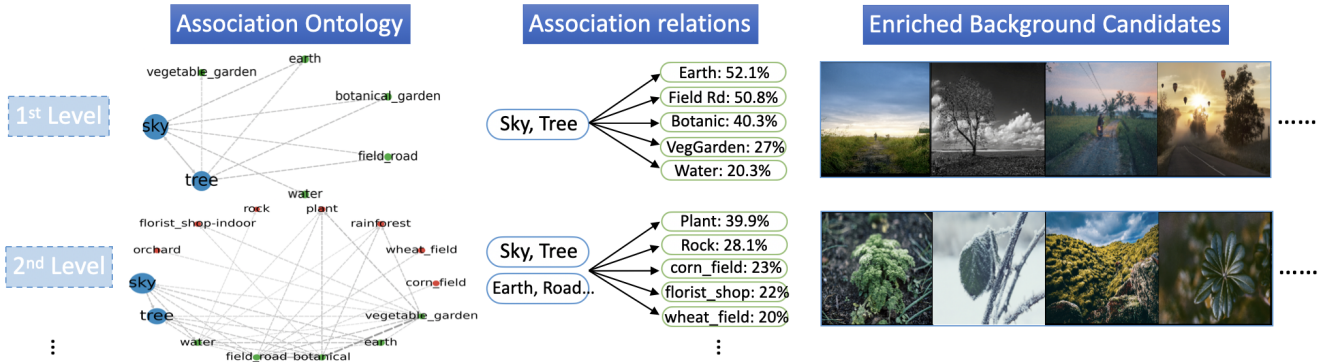 Association Ontology
Association relations
Enriched Background Candidates
1st Level
earth
vegetable_garden
botanical_garden
sky
field_road
tree
water
Sky, Tree
Earth: 52.1%
Field Rd: 50.8%
Botanic: 40.3%
VegGarden: 27%
Water: 20.3%
......
2nd Level
rock
plant
florist_shop-indoor
rainforest
orchard
wheat_field
sky
corn_field
tree
vegetable_garden
water
earth
field_road
botanical
Sky, Tree
Earth, Road...
Plant: 39.9%
Rock: 28.1%
corn_field: 23%
florist_shop: 22%
wheat_field: 20%
......